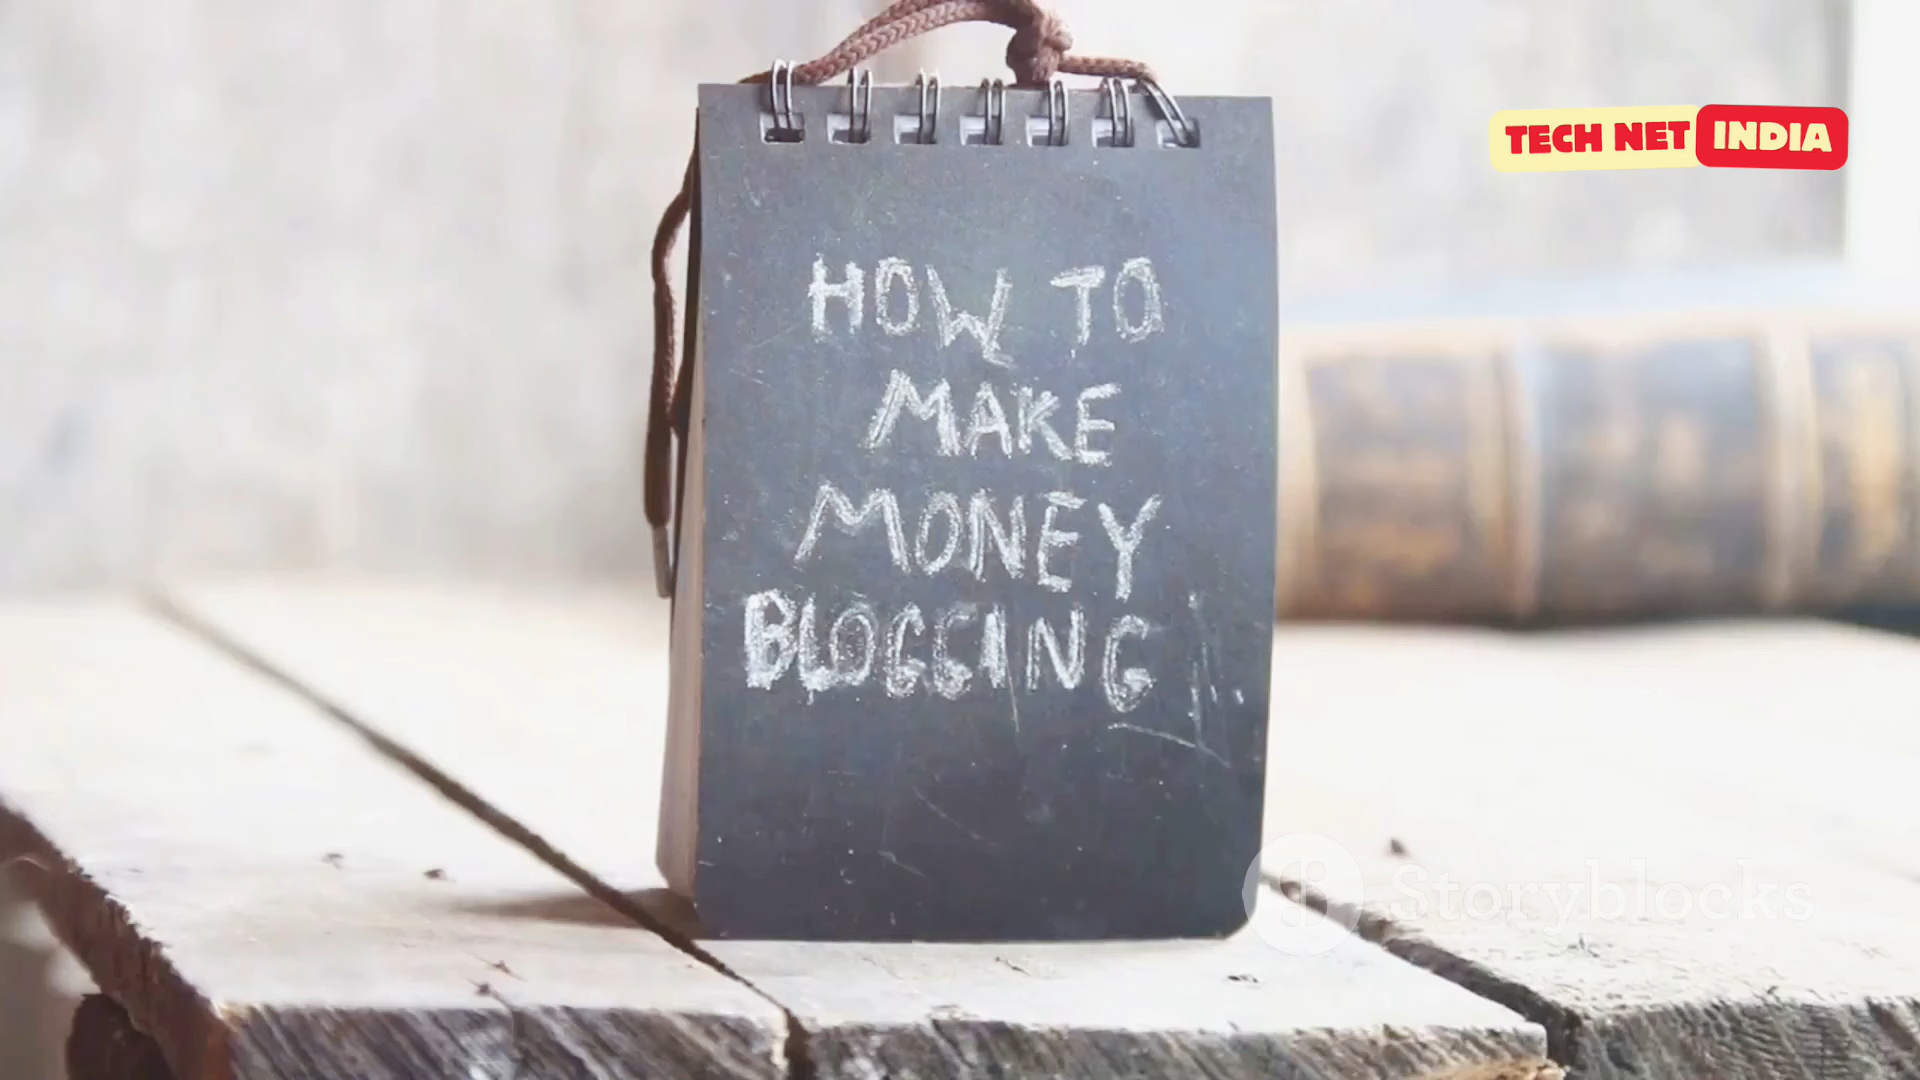 TECH NET INDIA
HOW TO
MAKE
MONEY
BLOGGING
Storyblocks